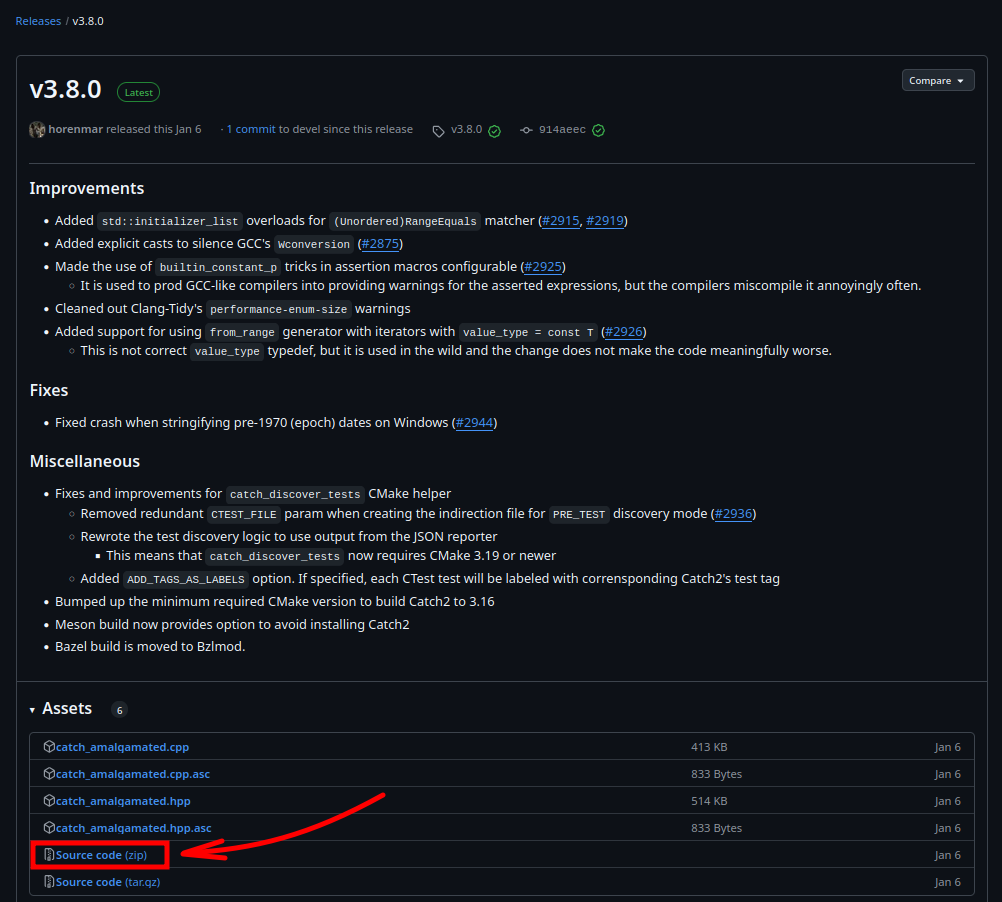 Releases / v3.8.0
v3.8.0 Latest Compare
horenmar released this Jan 6 · 1 commit to devel since this release v3.8.0 914aeec
Improvements
• Added std::initializer_list overloads for (Unordered)RangeEquals matcher (#2915, #2919)
• Added explicit casts to silence GCC's Wconversion (#2875)
• Made the use of builtin_constant_p tricks in assertion macros configurable (#2925)
◦ It is used to prod GCC-like compilers into providing warnings for the asserted expressions, but the compilers miscompile it annoyingly often.
• Cleaned out Clang-Tidy's performance-enum-size warnings
• Added support for using from_range generator with iterators with value_type = const T (#2926)
◦ This is not correct value_type typedef, but it is used in the wild and the change does not make the code meaningfully worse.
Fixes
• Fixed crash when stringifying pre-1970 (epoch) dates on Windows (#2944)
Miscellaneous
• Fixes and improvements for catch_discover_tests CMake helper
◦ Removed redundant CTEST_FILE param when creating the indirection file for PRE_TEST discovery mode (#2936)
◦ Rewrote the test discovery logic to use output from the JSON reporter
▪ This means that catch_discover_tests now requires CMake 3.19 or newer
◦ Added ADD_TAGS_AS_LABELS option. If specified, each CTest test will be labeled with corrensponding Catch2's test tag
• Bumped up the minimum required CMake version to build Catch2 to 3.16
• Meson build now provides option to avoid installing Catch2
• Bazel build is moved to Bzlmod.
Assets 6
catch_amalgamated.cpp 413 KB Jan 6
catch_amalgamated.cpp.asc 833 Bytes Jan 6
catch_amalgamated.hpp 514 KB Jan 6
catch_amalgamated.hpp.asc 833 Bytes Jan 6
Source code (zip) Jan 6
Source code (tar.gz) Jan 6